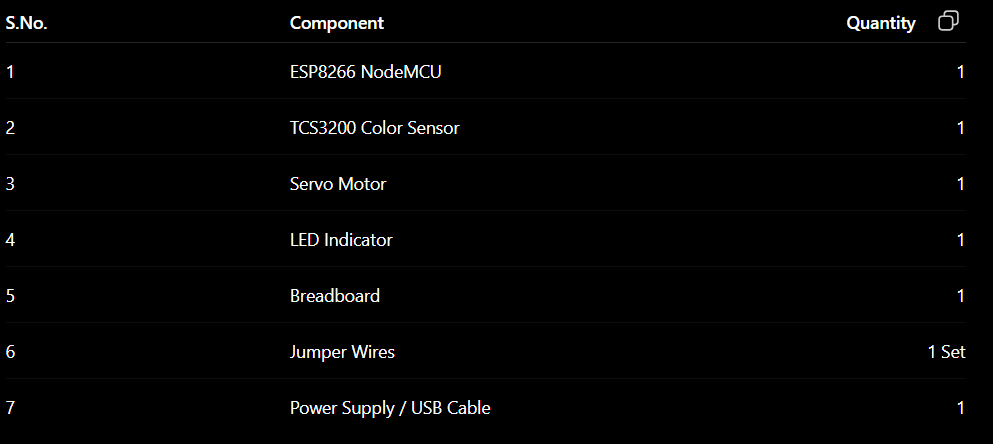 S.No. Component Quantity
1 ESP8266 NodeMCU 1
2 TCS3200 Color Sensor 1
3 Servo Motor 1
4 LED Indicator 1
5 Breadboard 1
6 Jumper Wires 1 Set
7 Power Supply / USB Cable 1